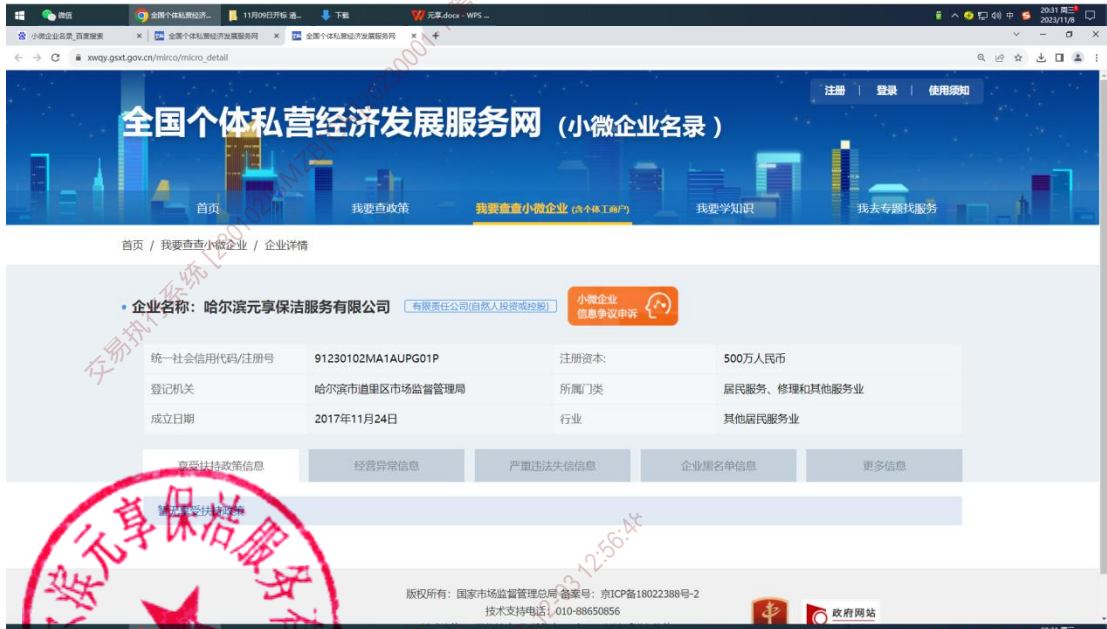 微信
全国个体私营经济...
11月09日开标 通...
下载
元享.docx - WPS ...
中
20:31 周三
2023/11/8
小微企业名录_百度搜索
全国个体私营经济发展服务网
全国个体私营经济发展服务网
xwqy.gsxt.gov.cn/mirco/micro_detail
注册 | 登录 | 使用须知
全国个体私营经济发展服务网 (小微企业名录 )
首页
我要查政策
我要查查小微企业 (含个体工商户)
我要学知识
我去专题找服务
首页 / 我要查查小微企业 / 企业详情
企业名称: 哈尔滨元享保洁服务有限公司
有限责任公司(自然人投资或控股)
小微企业
信息争议申诉
统一社会信用代码/注册号 91230102MA1AUPG01P 注册资本: 500万人民币
登记机关 哈尔滨市道里区市场监督管理局 所属门类 居民服务、修理和其他服务业
成立日期 2017年11月24日 行业 其他居民服务业
享受扶持政策信息 经营异常信息 严重违法失信信息 企业黑名单信息 更多信息
暂无享受扶持政策
滨元享保洁服务有
版权所有: 国家市场监督管理总局 备案号: 京ICP备18022388号-2
技术支持电话: 010-88650856
政府网站
交易执行系统
12:56:48